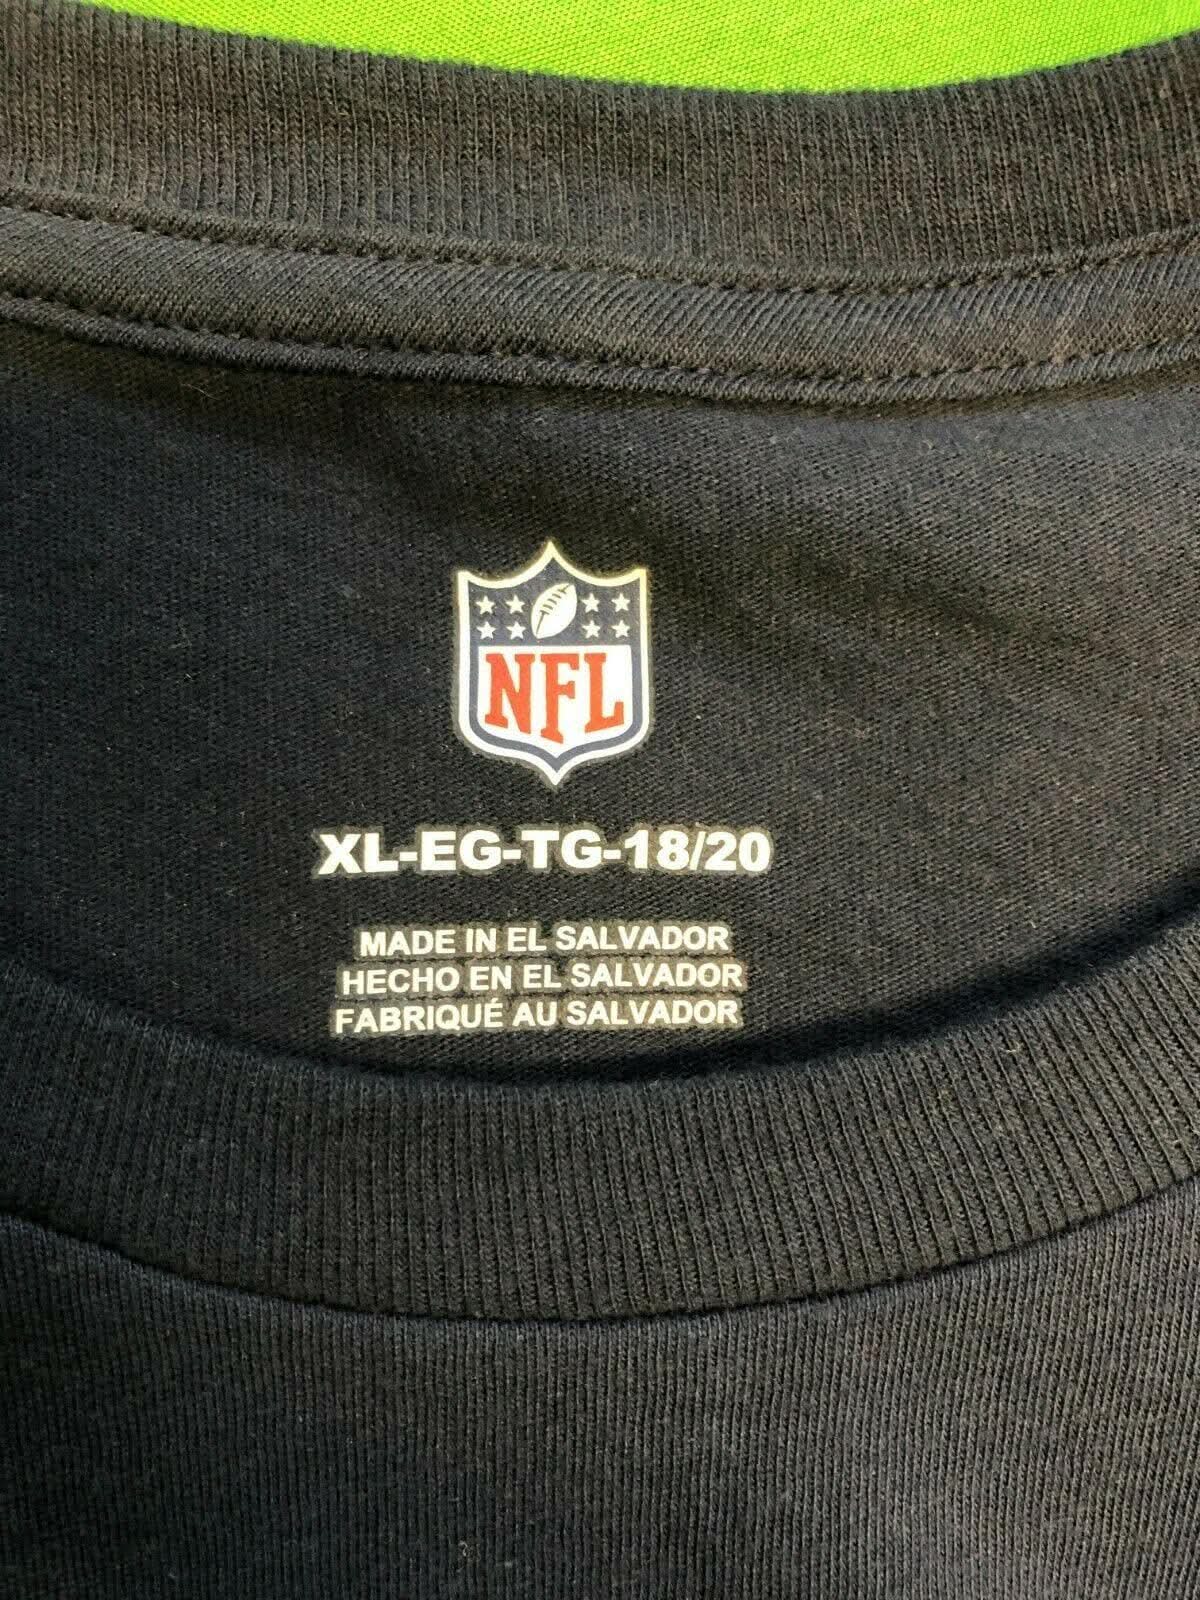 NFL
XL-EG-TG-18/20
MADE IN EL SALVADOR
HECHO EN EL SALVADOR
FABRIQUÉ AU SALVADOR